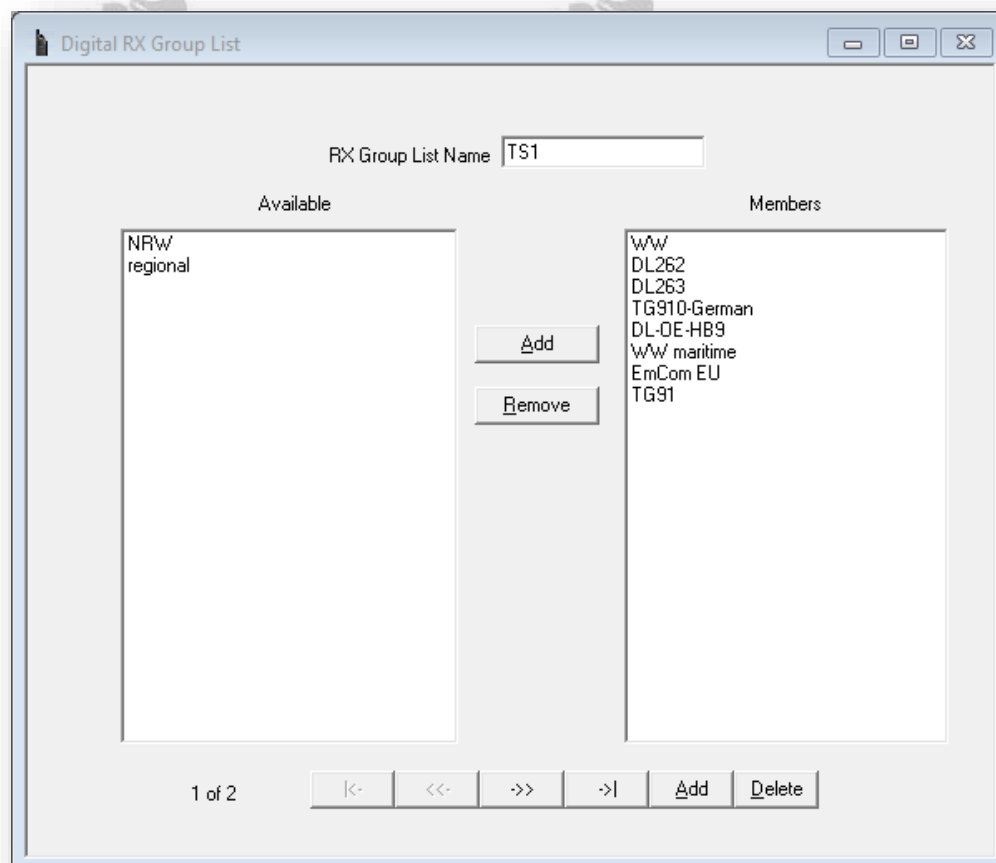 Digital RX Group List
RX Group List Name TS1
Available
Members
NRW
regional
WW
DL262
DL263
TG910-German
DL-OE-HB9
WW maritime
EmCom EU
TG91
Add
Remove
1 of 2 |<- <<- ->> ->| Add Delete